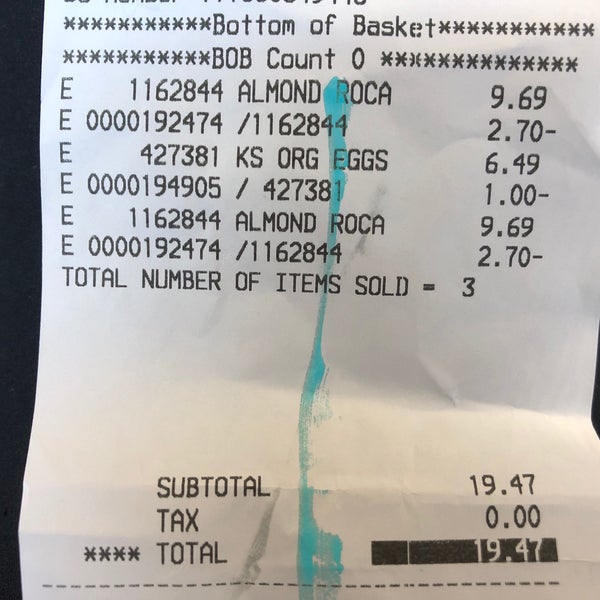 ***********Bottom of Basket***********
***********BOB Count 0 **************
E 1162844 ALMOND ROCA 9.69
E 0000192474 /1162844 2.70-
E 427381 KS ORG EGGS 6.49
E 0000194905 / 427381 1.00-
E 1162844 ALMOND ROCA 9.69
E 0000192474 /1162844 2.70-
TOTAL NUMBER OF ITEMS SOLD = 3
SUBTOTAL 19.47
TAX 0.00
**** TOTAL 19.47